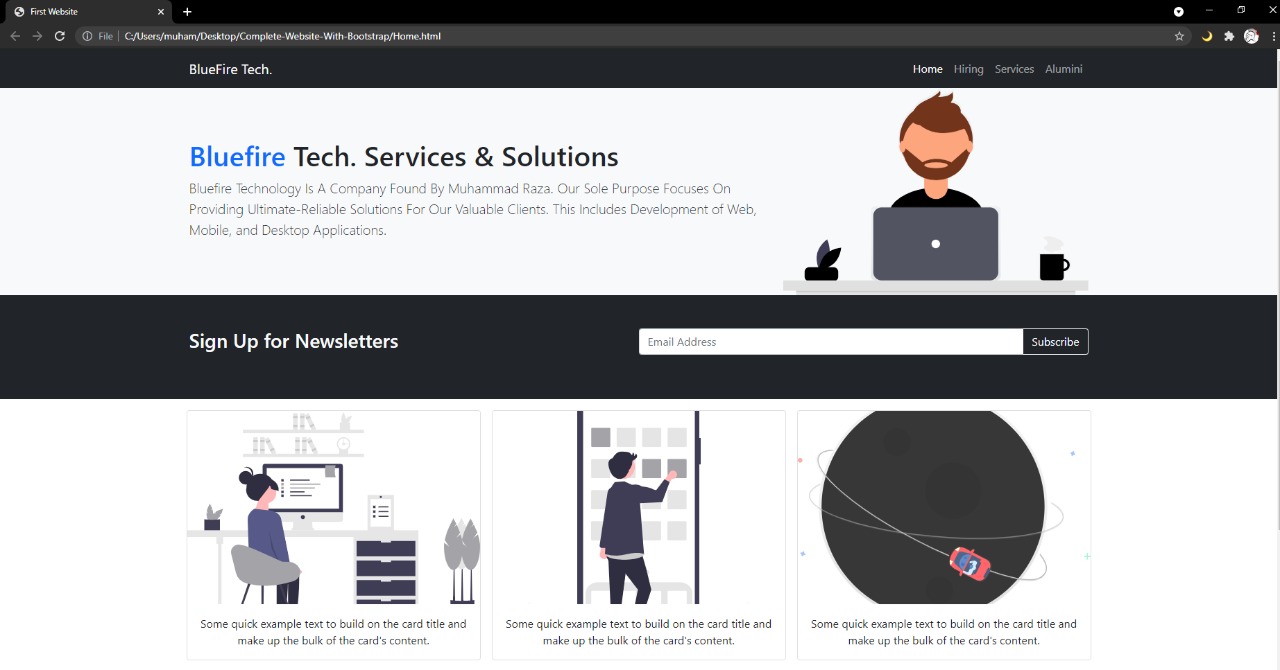 First Website
File
C:/Users/muham/Desktop/Complete-Website-With-Bootstrap/Home.html
BlueFire Tech.
Home Hiring Services Alumini
Bluefire Tech. Services & Solutions
Bluefire Technology Is A Company Found By Muhammad Raza. Our Sole Purpose Focuses On
Providing Ultimate-Reliable Solutions For Our Valuable Clients. This Includes Development of Web,
Mobile, and Desktop Applications.
Sign Up for Newsletters
Email Address
Subscribe
Some quick example text to build on the card title and
make up the bulk of the card's content.
Some quick example text to build on the card title and
make up the bulk of the card's content.
Some quick example text to build on the card title and
make up the bulk of the card's content.